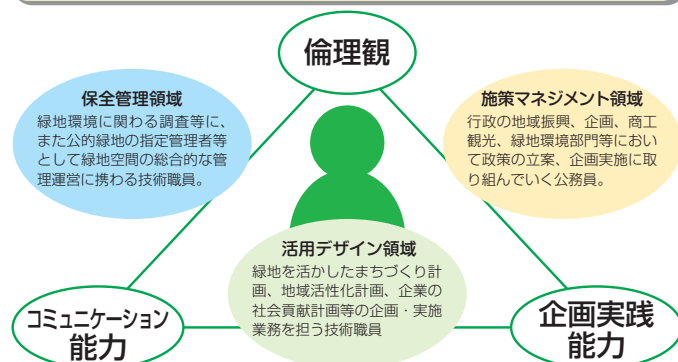 倫理観
保全管理領域
緑地環境に関わる調査等に、
また公的緑地の指定管理者等
として緑地空間の総合的な管
理運営に携わる技術職員。
施策マネジメント領域
行政の地域振興、企画、商工
観光、緑地環境部門等におい
て政策の立案、企画実施に取
り組んでいく公務員。
活用デザイン領域
緑地を活かしたまちづくり計
画、地域活性化計画、企業の
社会貢献計画等の企画・実施
業務を担う技術職員
コミュニケーション
能力
企画実践
能力